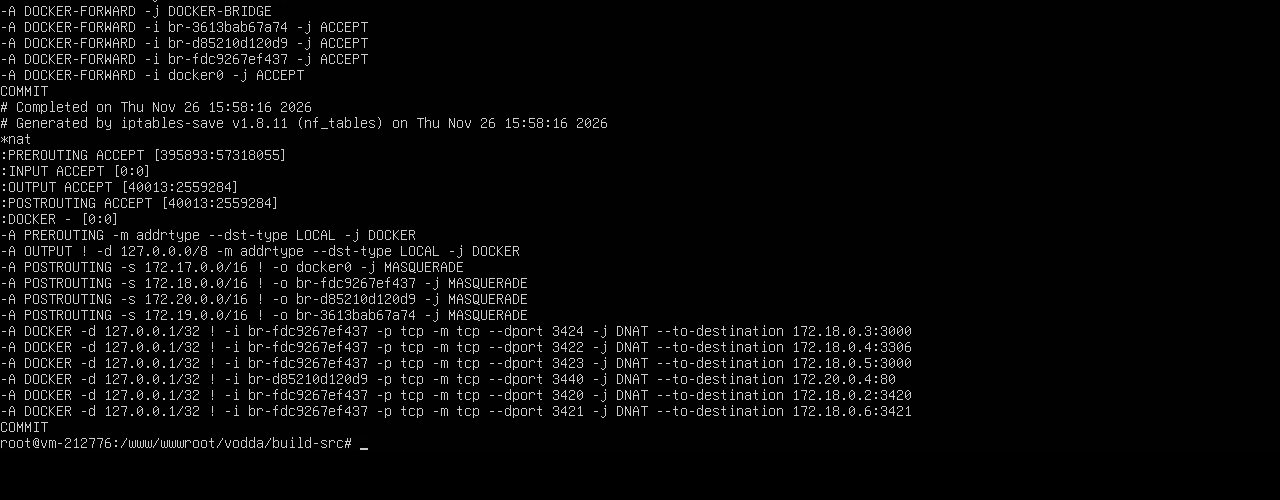 -A DOCKER-FORWARD -j DOCKER-BRIDGE
-A DOCKER-FORWARD -i br-3613bab67a74 -j ACCEPT
-A DOCKER-FORWARD -i br-d85210d120d9 -j ACCEPT
-A DOCKER-FORWARD -i br-fdc9267ef437 -j ACCEPT
-A DOCKER-FORWARD -i docker0 -j ACCEPT
COMMIT
# Completed on Thu Nov 26 15:58:16 2026
# Generated by iptables-save v1.8.11 (nf_tables) on Thu Nov 26 15:58:16 2026
*nat
:PREROUTING ACCEPT [395893:57318055]
:INPUT ACCEPT [0:0]
:OUTPUT ACCEPT [40013:2559284]
:POSTROUTING ACCEPT [40013:2559284]
:DOCKER - [0:0]
-A PREROUTING -m addrtype --dst-type LOCAL -j DOCKER
-A OUTPUT ! -d 127.0.0.0/8 -m addrtype --dst-type LOCAL -j DOCKER
-A POSTROUTING -s 172.17.0.0/16 ! -o docker0 -j MASQUERADE
-A POSTROUTING -s 172.18.0.0/16 ! -o br-fdc9267ef437 -j MASQUERADE
-A POSTROUTING -s 172.20.0.0/16 ! -o br-d85210d120d9 -j MASQUERADE
-A POSTROUTING -s 172.19.0.0/16 ! -o br-3613bab67a74 -j MASQUERADE
-A DOCKER -d 127.0.0.1/32 ! -i br-fdc9267ef437 -p tcp -m tcp --dport 3424 -j DNAT --to-destination 172.18.0.3:3000
-A DOCKER -d 127.0.0.1/32 ! -i br-fdc9267ef437 -p tcp -m tcp --dport 3422 -j DNAT --to-destination 172.18.0.4:3306
-A DOCKER -d 127.0.0.1/32 ! -i br-fdc9267ef437 -p tcp -m tcp --dport 3423 -j DNAT --to-destination 172.18.0.5:3000
-A DOCKER -d 127.0.0.1/32 ! -i br-d85210d120d9 -p tcp -m tcp --dport 3440 -j DNAT --to-destination 172.20.0.4:80
-A DOCKER -d 127.0.0.1/32 ! -i br-fdc9267ef437 -p tcp -m tcp --dport 3420 -j DNAT --to-destination 172.18.0.2:3420
-A DOCKER -d 127.0.0.1/32 ! -i br-fdc9267ef437 -p tcp -m tcp --dport 3421 -j DNAT --to-destination 172.18.0.6:3421
COMMIT
root@vm-212776:/www/wwwroot/vodda/build-src# _